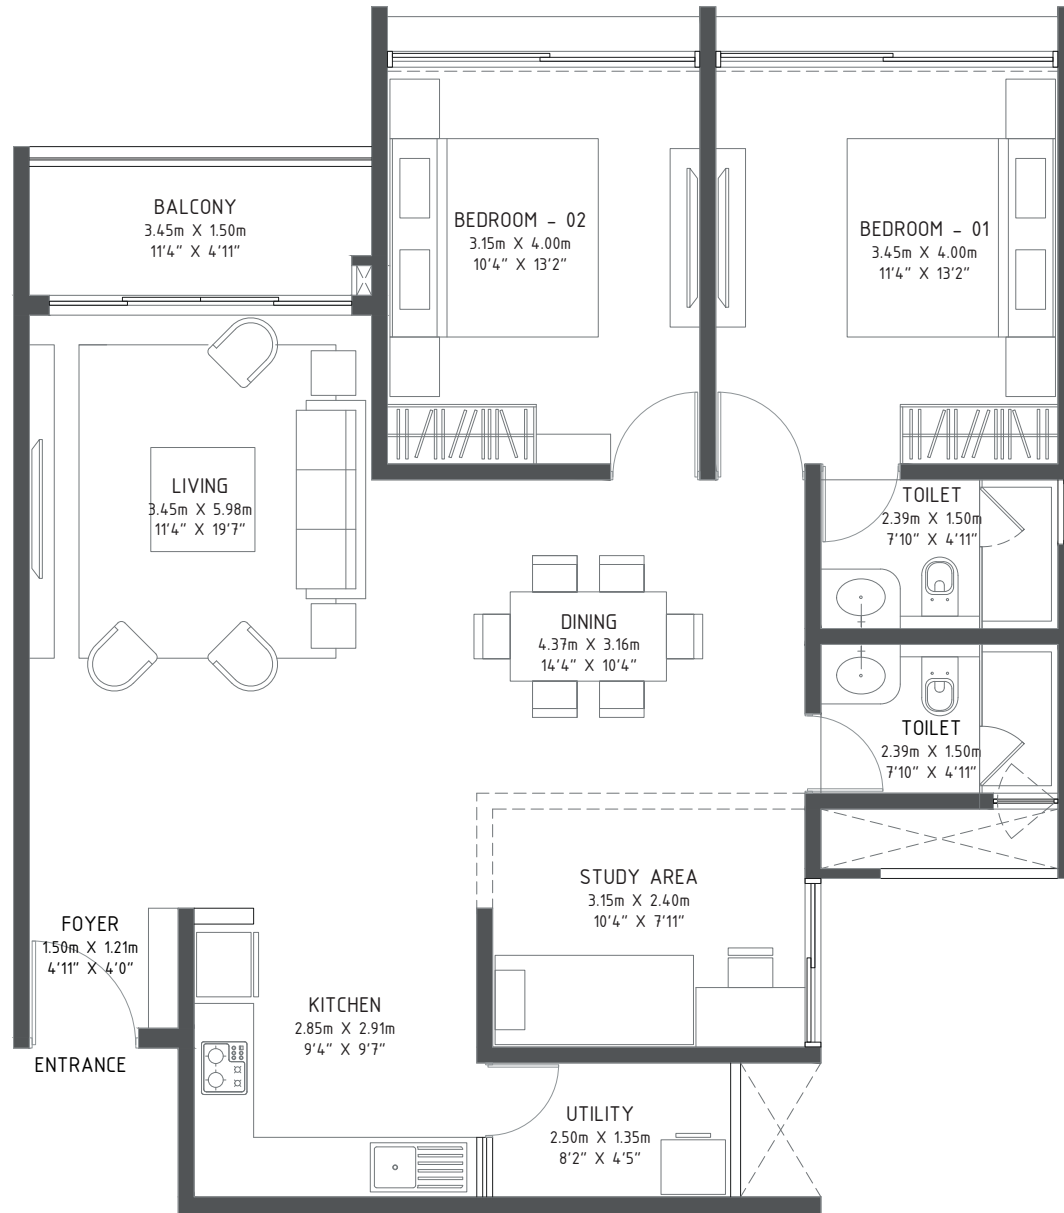 BALCONY
3.45m X 1.50m
11'4" X 4'11"
BEDROOM - 02
3.15m X 4.00m
10'4" X 13'2"
BEDROOM - 01
3.45m X 4.00m
11'4" X 13'2"
LIVING
3.45m X 5.98m
11'4" X 19'7"
TOILET
2.39m X 1.50m
7'10" X 4'11"
DINING
4.37m X 3.16m
14'4" X 10'4"
TOILET
2.39m X 1.50m
7'10" X 4'11"
STUDY AREA
3.15m X 2.40m
10'4" X 7'11"
FOYER
1.50m X 1.21m
4'11" X 4'0"
ENTRANCE
KITCHEN
2.85m X 2.91m
9'4" X 9'7"
UTILITY
2.50m X 1.35m
8'2" X 4'5"